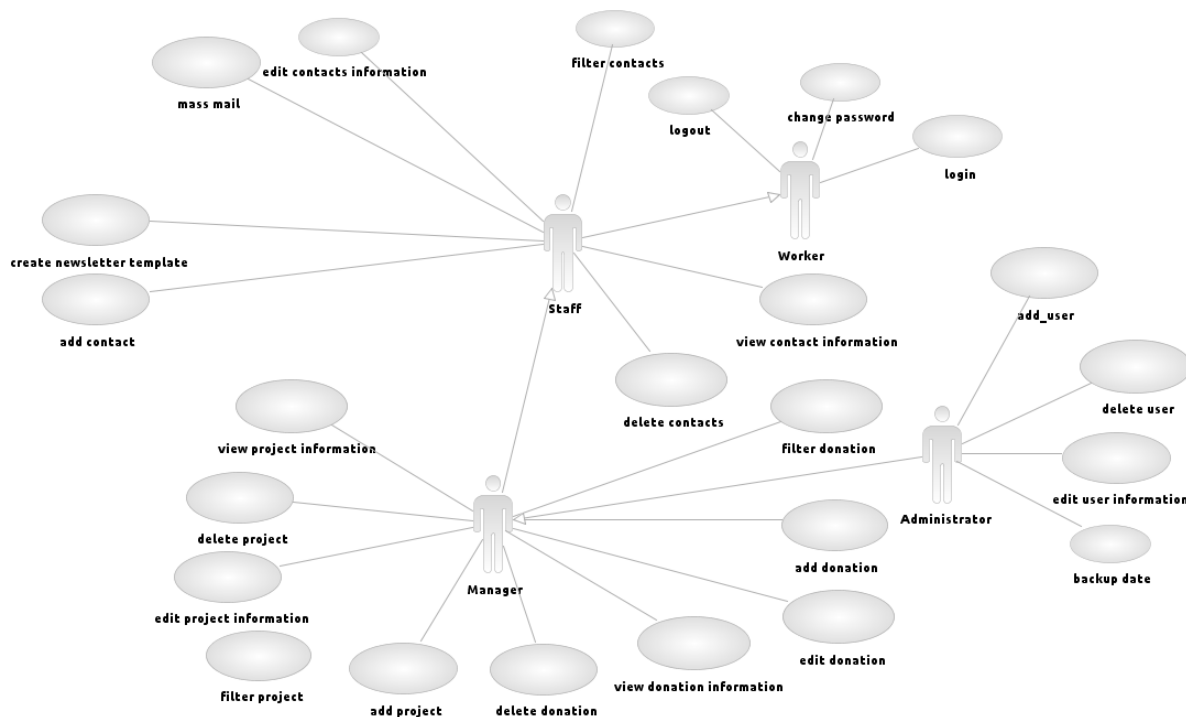 filter contacts
edit contacts information
mass mail
change password
logout
login
Worker
create newsletter template
Staff
add_user
add contact
view contact information
delete user
delete contacts
view project information
filter donation
edit user information
Administrator
delete project
add donation
backup date
Manager
edit project information
edit donation
view donation information
filter project
add project
delete donation